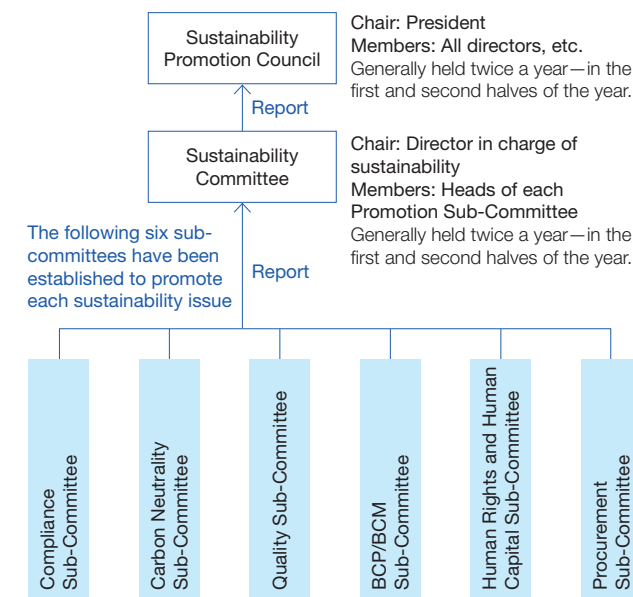 Sustainability
Promotion Council
Chair: President
Members: All directors, etc.
Generally held twice a year—in the
first and second halves of the year.
Report
Sustainability
Committee
Chair: Director in charge of
sustainability
Members: Heads of each
Promotion Sub-Committee
Generally held twice a year—in the
first and second halves of the year.
The following six sub-
committees have been
established to promote
each sustainability issue
Report
Compliance
Sub-Committee
Carbon Neutrality
Sub-Committee
Quality Sub-Committee
BCP/BCM
Sub-Committee
Human Rights and Human
Capital Sub-Committee
Procurement
Sub-Committee